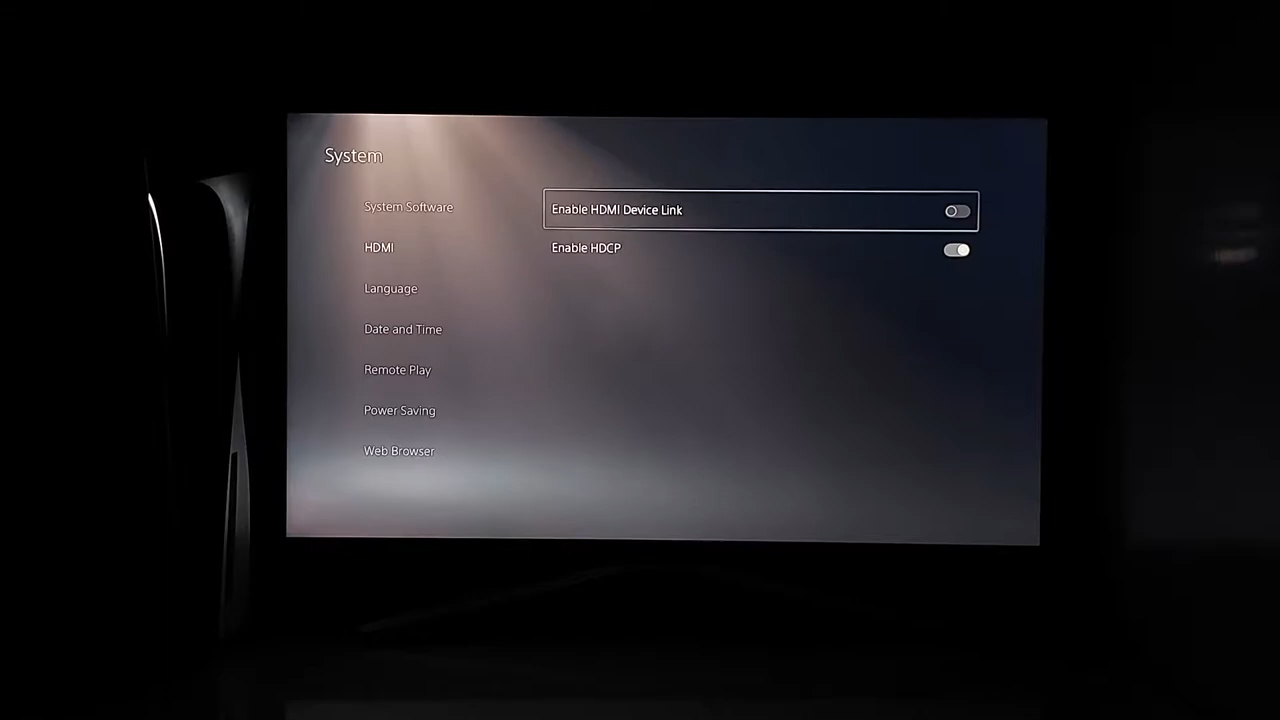 System
System Software
HDMI
Language
Date and Time
Remote Play
Power Saving
Web Browser
Enable HDMI Device Link
Enable HDCP